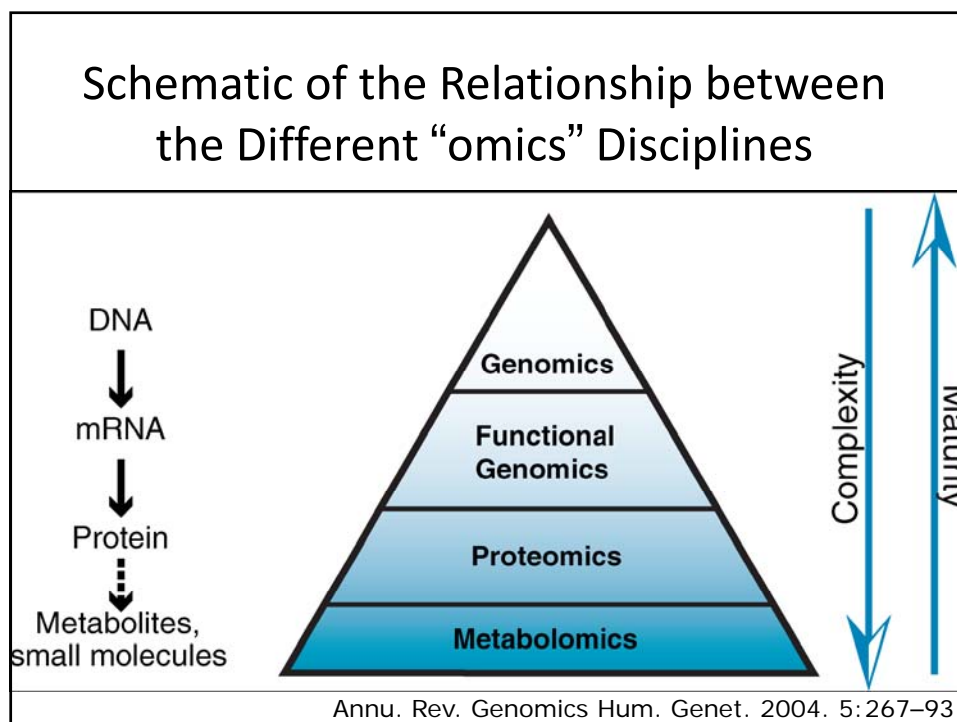 Schematic of the Relationship between
the Different “omics” Disciplines
DNA
mRNA
Protein
Metabolites,
small molecules
Genomics
Functional
Genomics
Proteomics
Metabolomics
Complexity
Maturity
Annu. Rev. Genomics Hum. Genet. 2004. 5:267–93